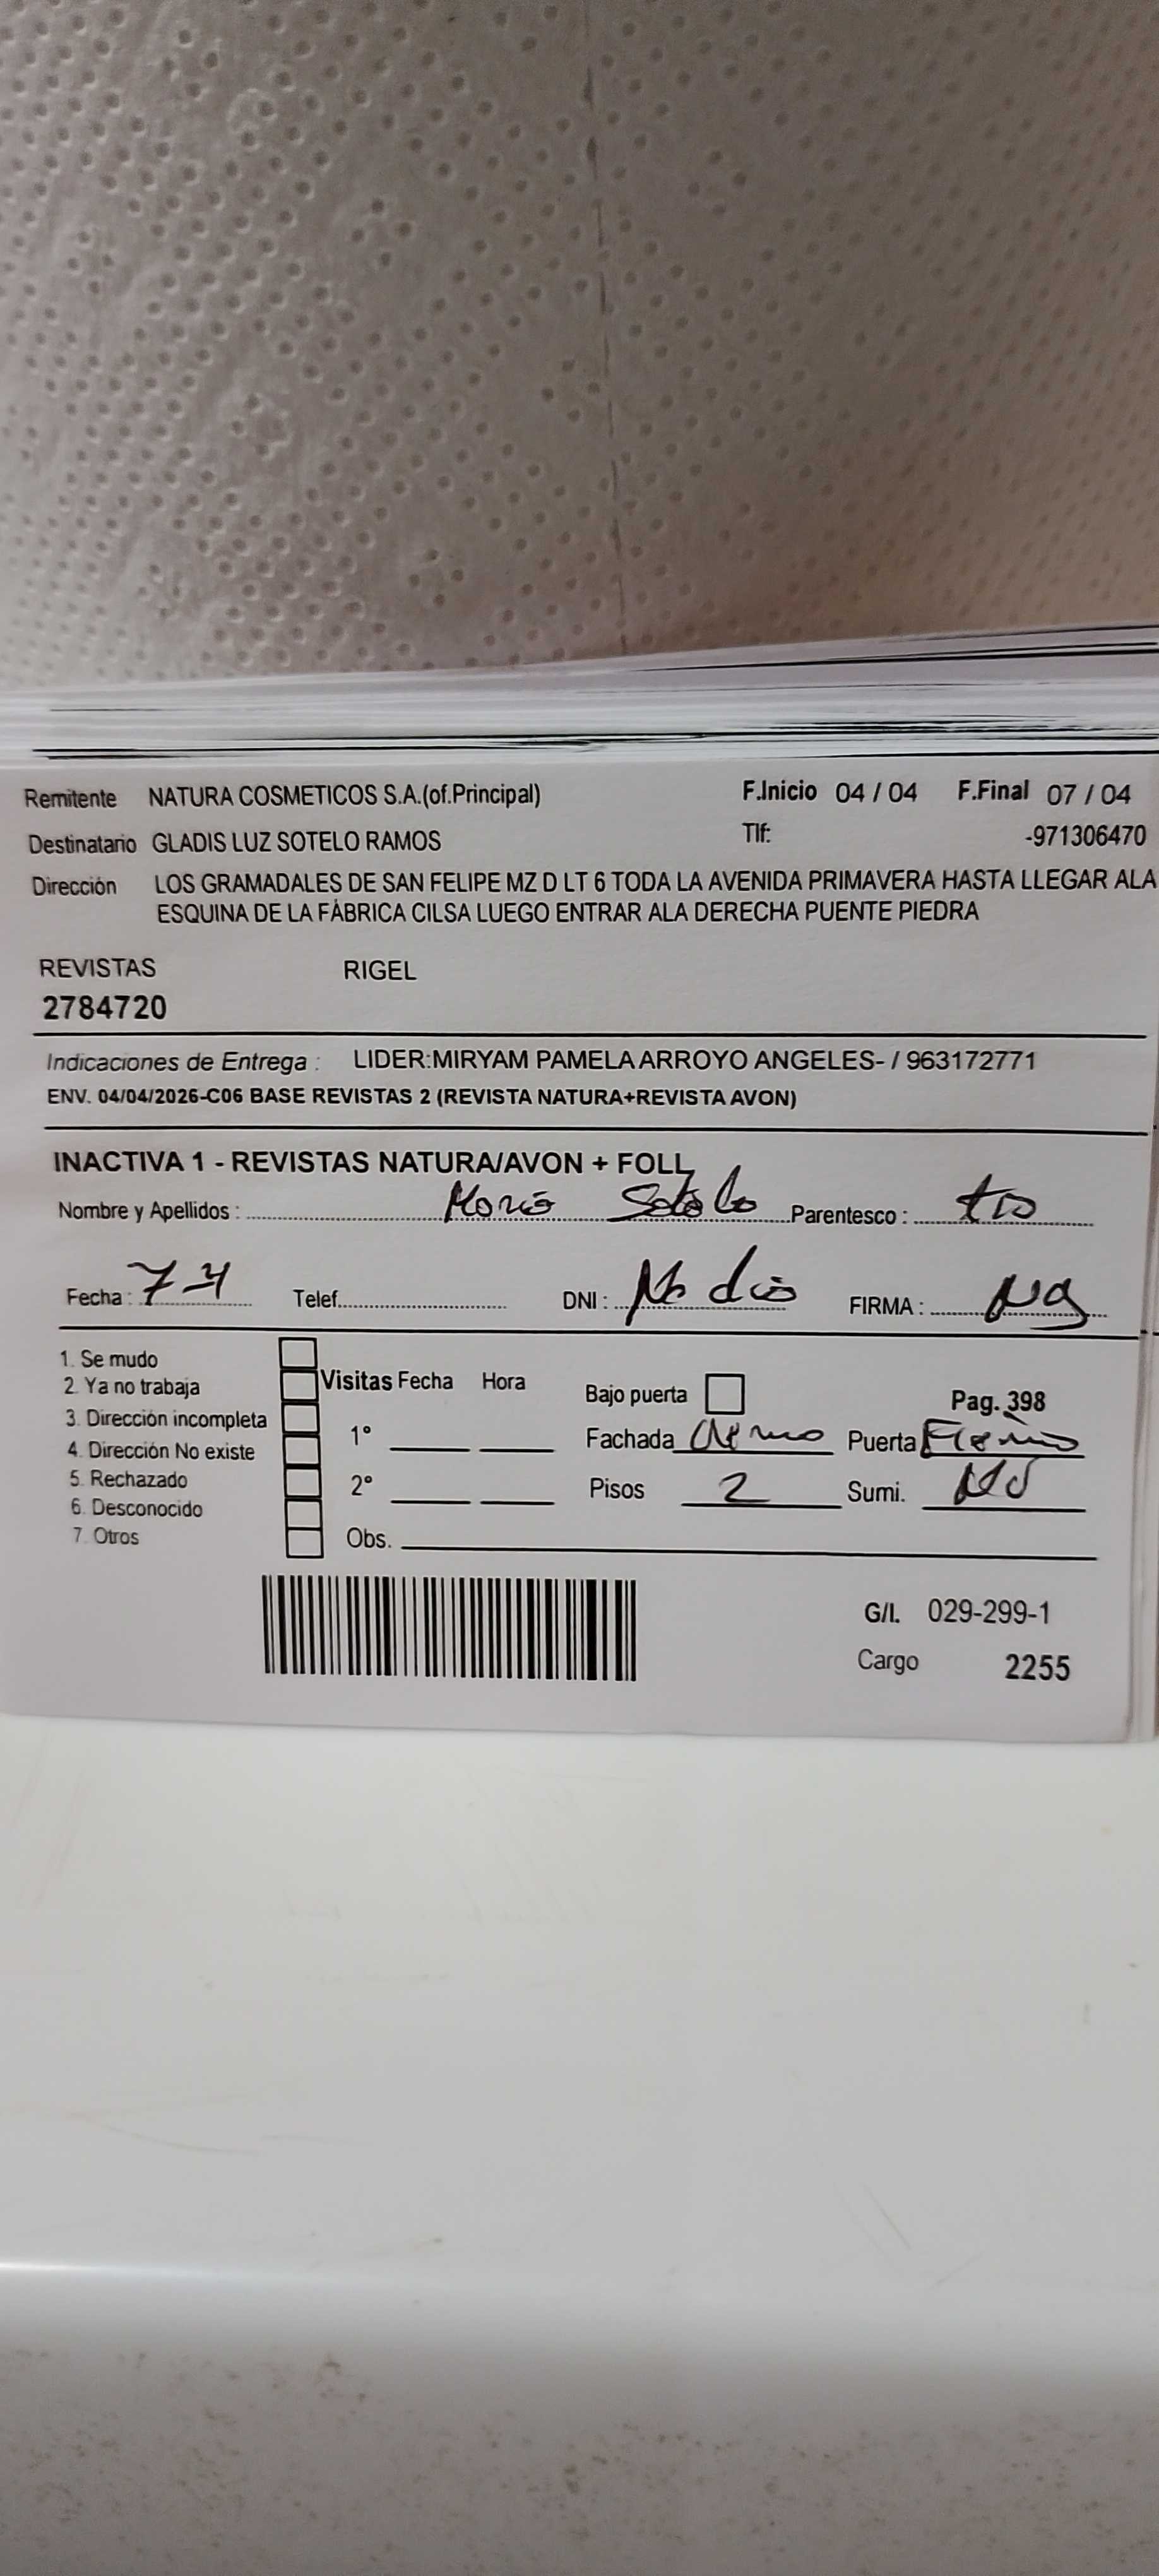 Remitente NATURA COSMETICOS S.A.(of.Principal) F.Inicio 04 / 04 F.Final 07 / 04
Destinatario GLADIS LUZ SOTELO RAMOS Tlf: -971306470
Dirección LOS GRAMADALES DE SAN FELIPE MZ D LT 6 TODA LA AVENIDA PRIMAVERA HASTA LLEGAR ALA
ESQUINA DE LA FÁBRICA CILSA LUEGO ENTRAR ALA DERECHA PUENTE PIEDRA
REVISTAS RIGEL
2784720
Indicaciones de Entrega : LIDER:MIRYAM PAMELA ARROYO ANGELES- / 963172771
ENV. 04/04/2026-C06 BASE REVISTAS 2 (REVISTA NATURA+REVISTA AVON)
INACTIVA 1 - REVISTAS NATURA/AVON + FOLL
Nombre y Apellidos : Sotelo Parentesco :
Fecha : 7-4 Telef. DNI : No dio FIRMA :
1. Se mudo
2. Ya no trabaja Visitas Fecha Hora Bajo puerta Pag. 398
3. Dirección incompleta 1° Fachada Puerta
4. Dirección No existe
5. Rechazado 2° Pisos 2 Sumi.
6. Desconocido
7. Otros Obs.
G/I. 029-299-1
Cargo 2255